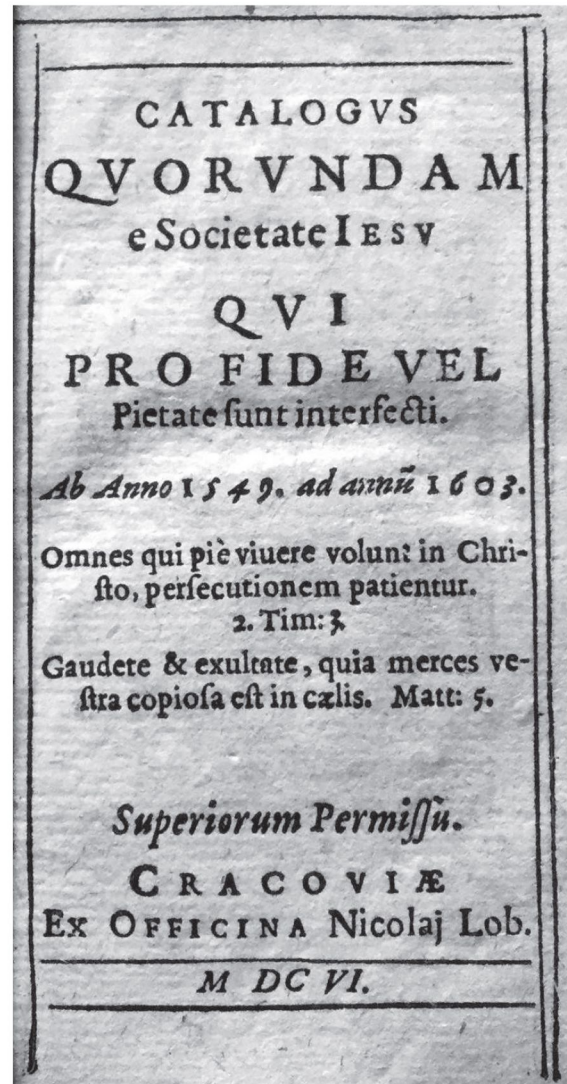 CATALOGVS
QVORVNDAM
e Societate IESV
QVI
PRO FIDE VEL
Pietate ſunt interfecti.
Ab Anno 1549. ad annũ 1603.
Omnes qui piè viuere volunt in Chri-
ſto, perſecutionem patientur.
2. Tim: 3.
Gaudete & exultate, quia merces ve-
ſtra copioſa eſt in cælis. Matt: 5.
Superiorum Permiſſù.
CRACOVIÆ
Ex OFFICINA Nicolaj Lob.
M DC VI.